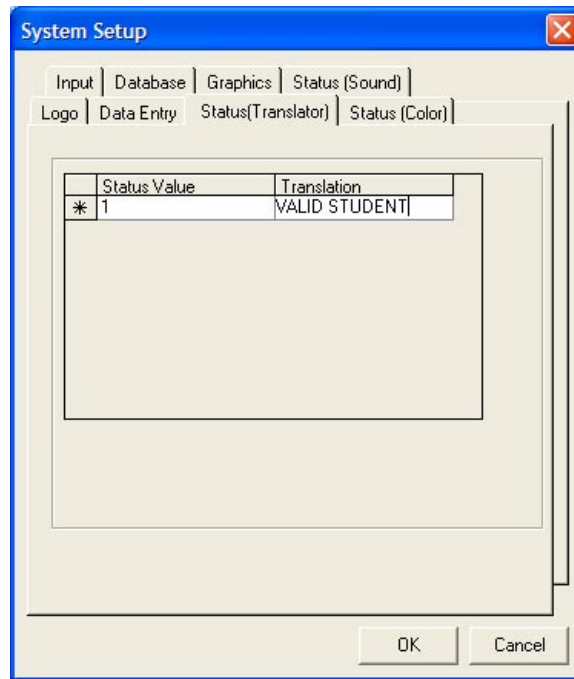 System Setup
Input Database Graphics Status (Sound)
Logo Data Entry Status(Translator) Status (Color)
Status Value Translation
1 VALID STUDENT
OK Cancel